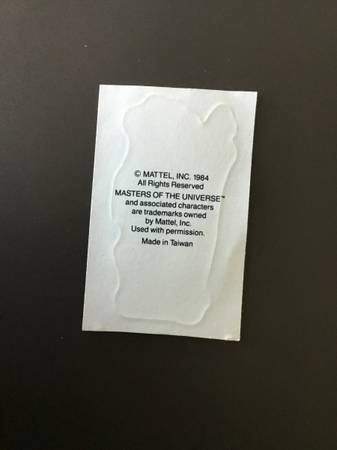 © MATTEL, INC. 1984
All Rights Reserved
MASTERS OF THE UNIVERSE™
and associated characters
are trademarks owned
by Mattel, Inc.
Used with permission.
Made in Taiwan